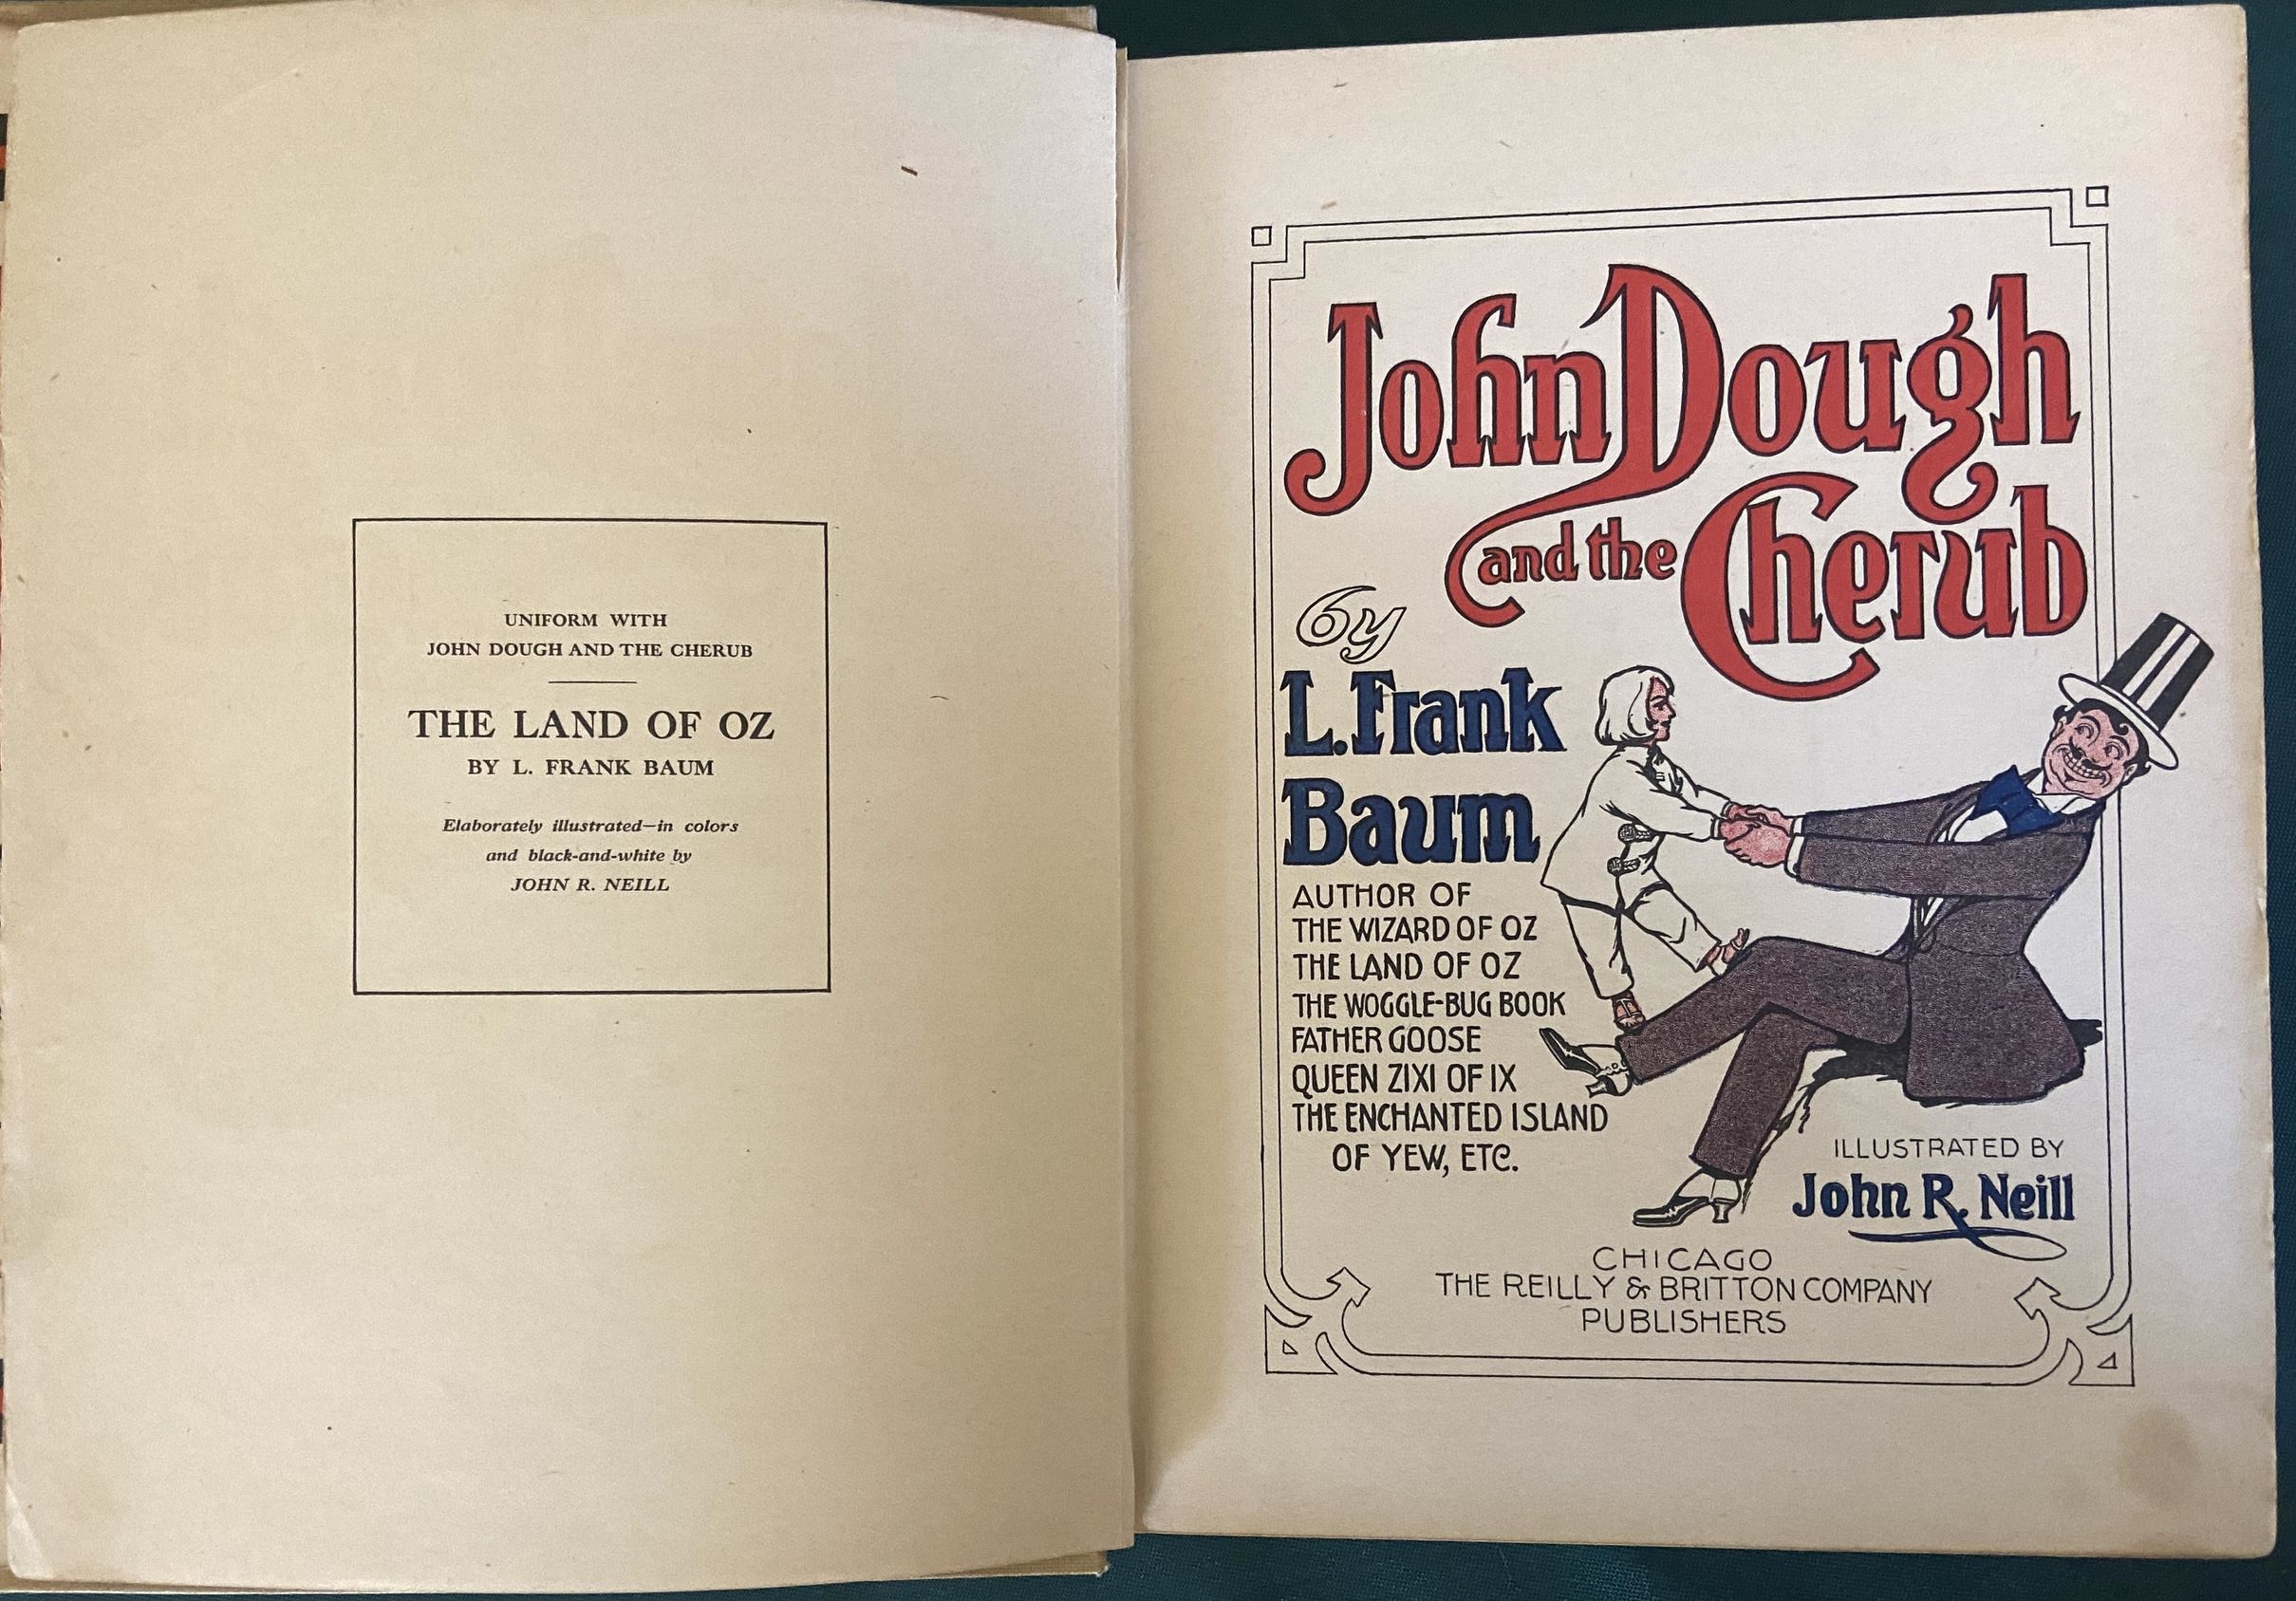 UNIFORM WITH
JOHN DOUGH AND THE CHERUB
THE LAND OF OZ
BY L. FRANK BAUM
Elaborately illustrated—in colors
and black-and-white by
JOHN R. NEILL
John Dough
and the Cherub
by
L. Frank
Baum
AUTHOR OF
THE WIZARD OF OZ
THE LAND OF OZ
THE WOGGLE-BUG BOOK
FATHER GOOSE
QUEEN ZIXI OF IX
THE ENCHANTED ISLAND
OF YEW, ETC.
ILLUSTRATED BY
John R. Neill
CHICAGO
THE REILLY & BRITTON COMPANY
PUBLISHERS